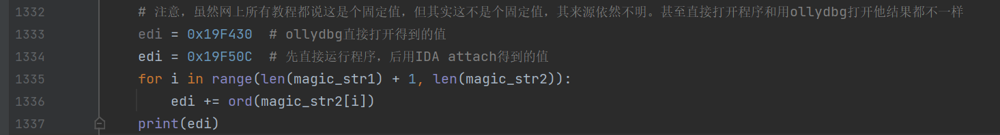 1332 # 注意，虽然网上所有教程都说这是个固定值，但其实这不是个固定值，其来源依然不明。甚至直接打开程序和用ollydbg打开他结果都不一样
1333 edi = 0x19F430  # ollydbg直接打开得到的值
1334 edi = 0x19F50C  # 先直接运行程序，后用IDA attach得到的值
1335 for i in range(len(magic_str1) + 1, len(magic_str2)):
1336     edi += ord(magic_str2[i])
1337 print(edi)